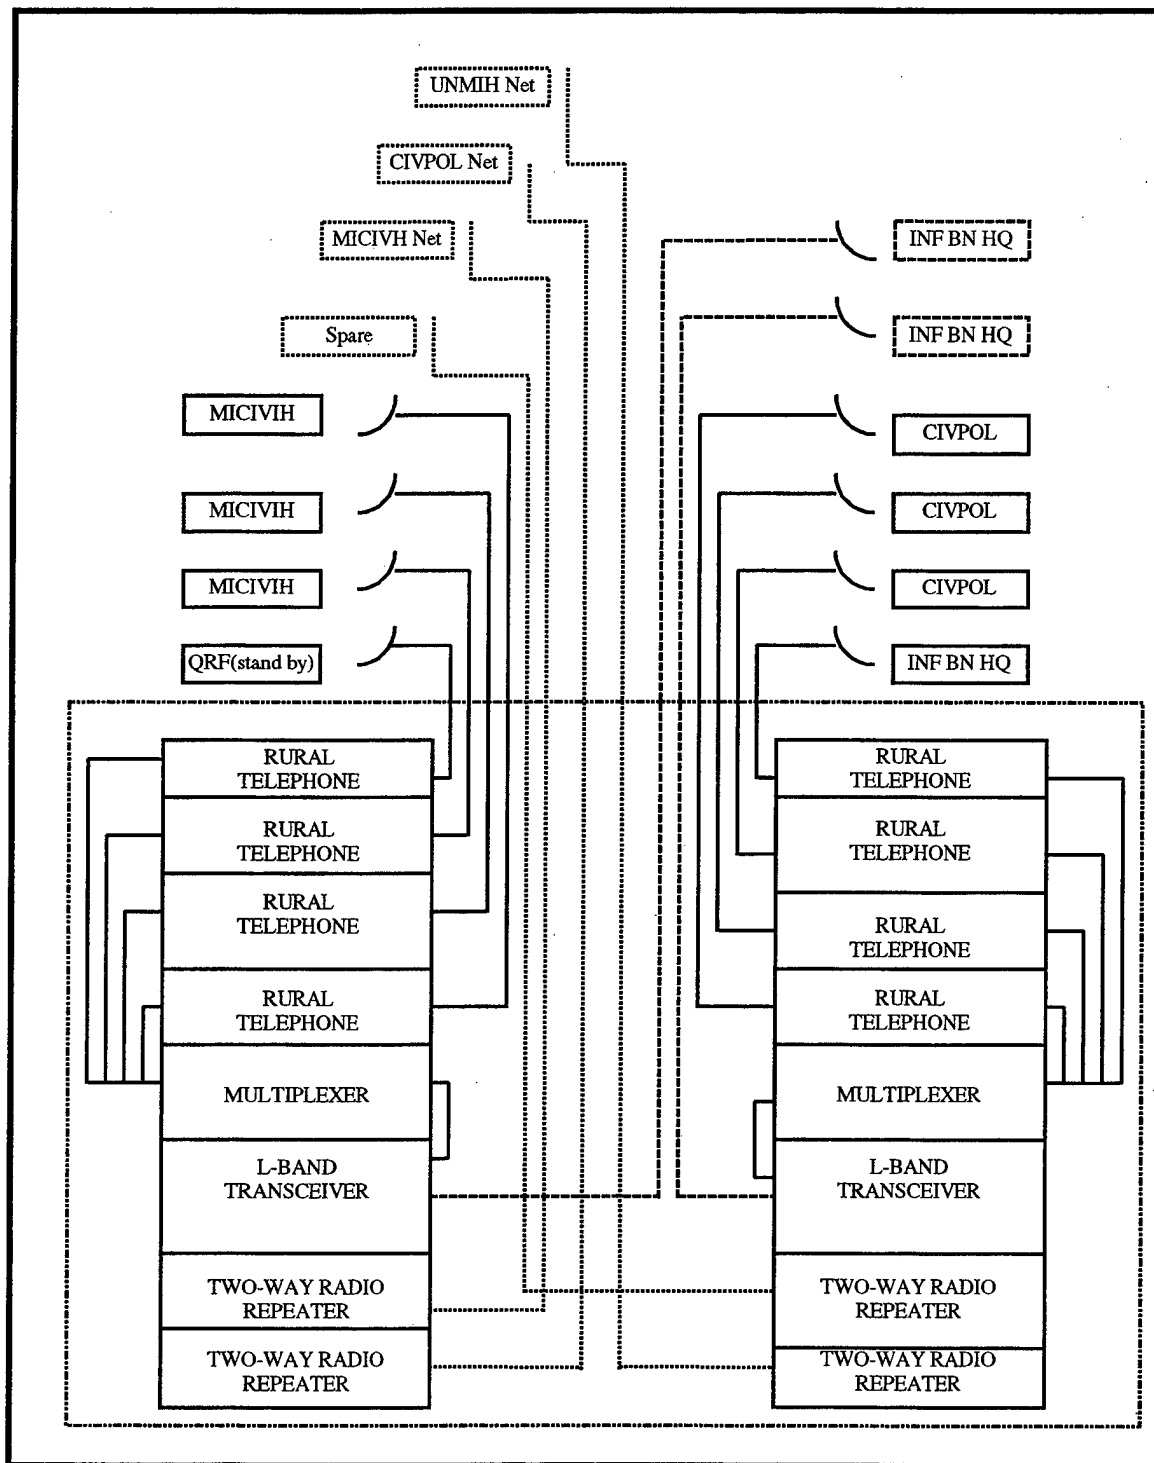 UNMIH Net
CIVPOL Net
MICIVH Net
Spare
MICIVIH
MICIVIH
MICIVIH
QRF(stand by)
INF BN HQ
INF BN HQ
CIVPOL
CIVPOL
CIVPOL
INF BN HQ
RURAL
TELEPHONE
RURAL
TELEPHONE
RURAL
TELEPHONE
RURAL
TELEPHONE
MULTIPLEXER
L-BAND
TRANSCEIVER
TWO-WAY RADIO
REPEATER
TWO-WAY RADIO
REPEATER
RURAL
TELEPHONE
RURAL
TELEPHONE
RURAL
TELEPHONE
RURAL
TELEPHONE
MULTIPLEXER
L-BAND
TRANSCEIVER
TWO-WAY RADIO
REPEATER
TWO-WAY RADIO
REPEATER